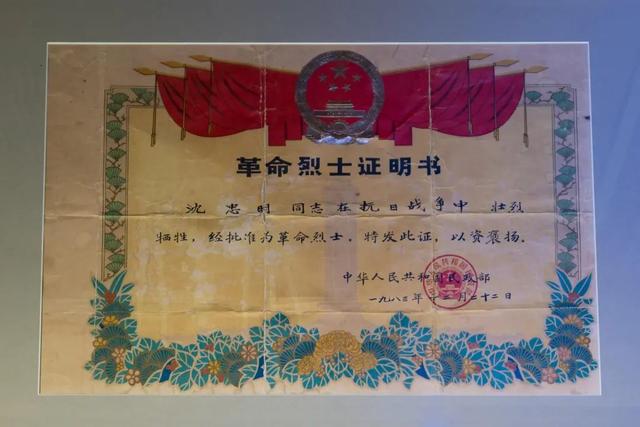 革命烈士证明书
沈忠明同志在抗日战争中壮烈
牺牲，经批准为革命烈士。特发此证，以资褒扬。
中华人民共和国民政部
一九八三年十二月二十二日